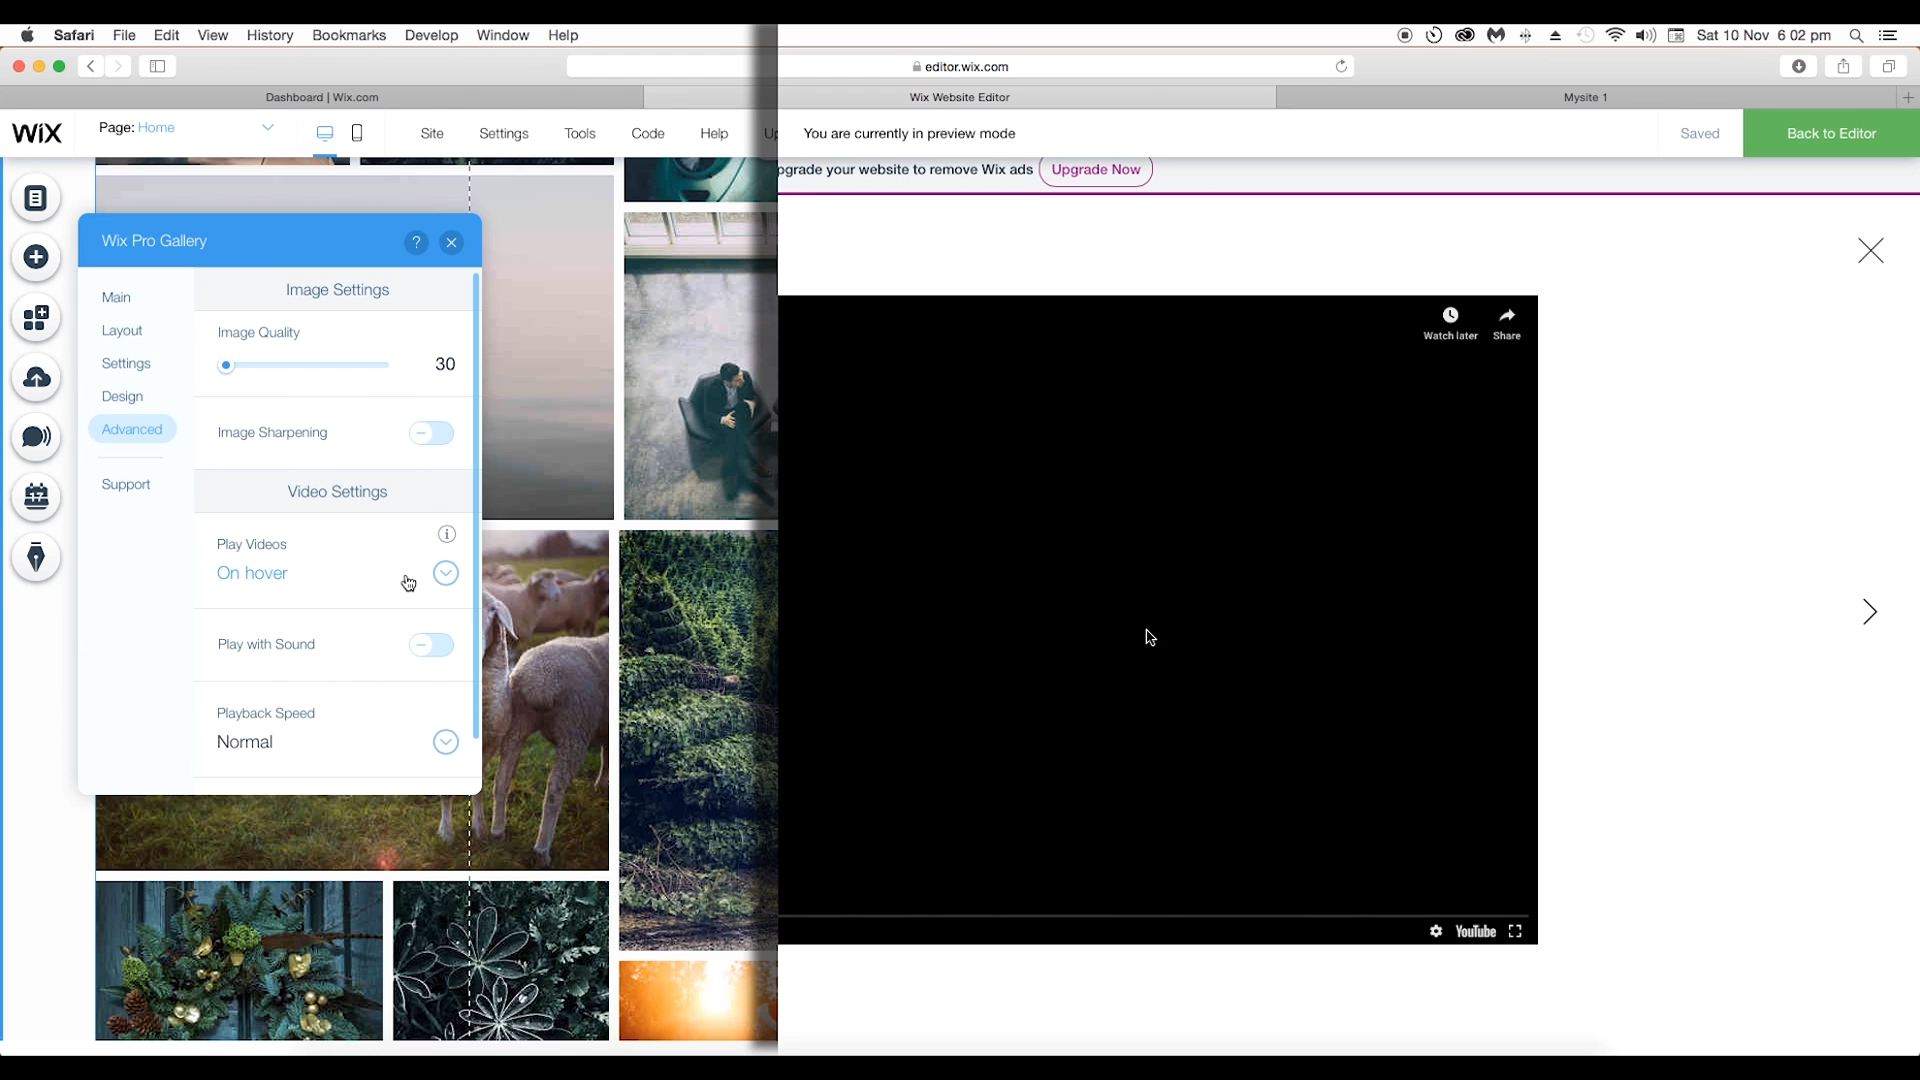 Safari File Edit View History Bookmarks Develop Window Help Sat 10 Nov 6 02 pm
editor.wix.com
Dashboard | Wix.com Wix Website Editor Mysite 1
WiX Page: Home Site Settings Tools Code Help Up You are currently in preview mode Saved Back to Editor
pgrade your website to remove Wix ads Upgrade Now
Wix Pro Gallery ?
Main
Layout
Settings
Design
Advanced
Support
Image Settings
Image Quality
30
Image Sharpening
Video Settings
Play Videos
On hover
Play with Sound
Playback Speed
Normal
17
Watch later Share
YouTube